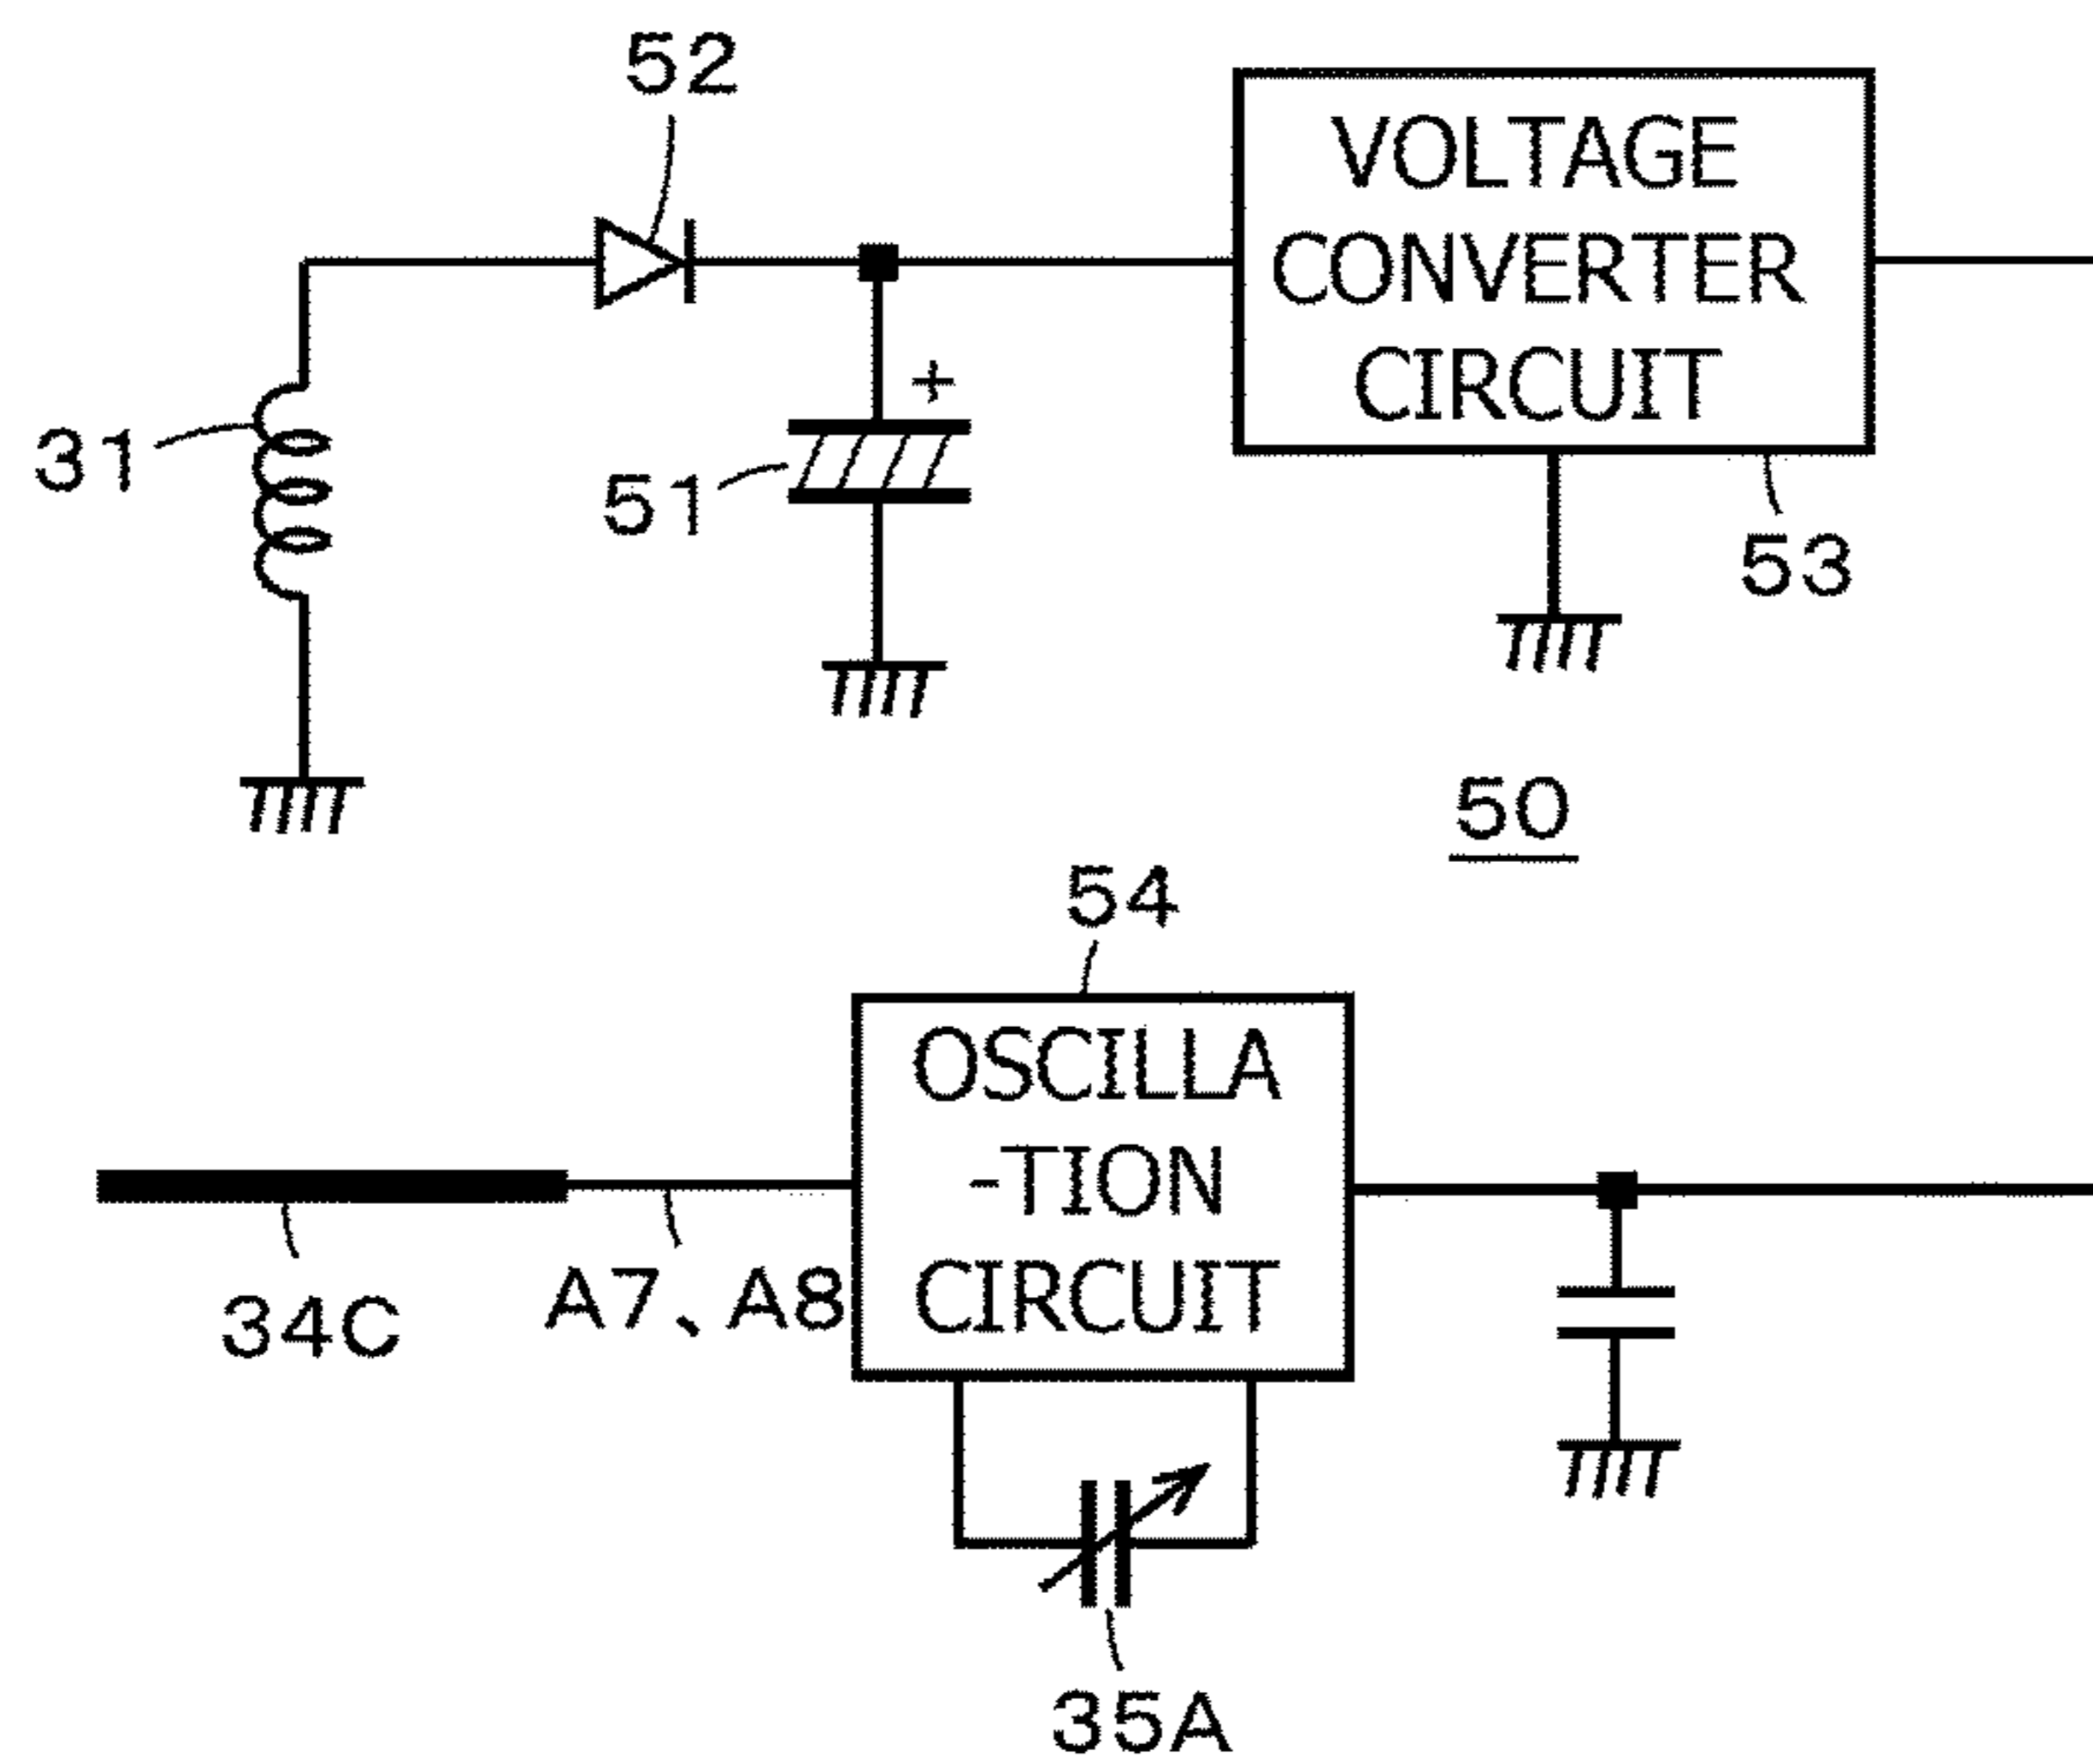 52
VOLTAGE
CONVERTER
CIRCUIT
+
31
51
53
50
54
OSCILLA
-TION
CIRCUIT
34C
A7、A8
35A